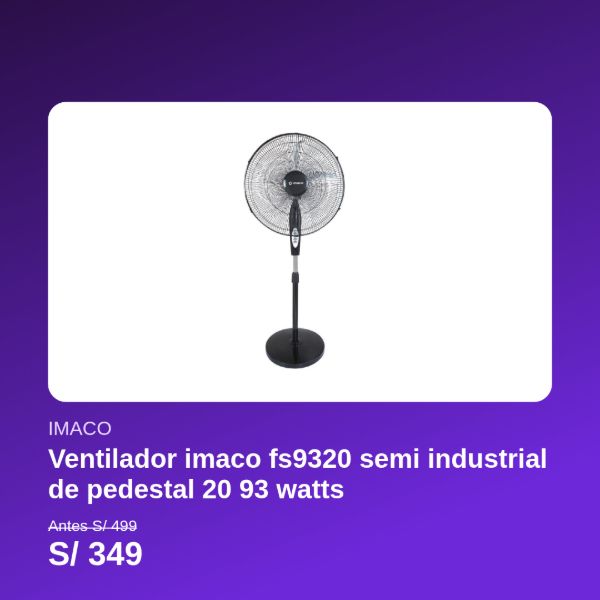 IMACO
Ventilador imaco fs9320 semi industrial
de pedestal 20 93 watts
Antes S/ 499
S/ 349